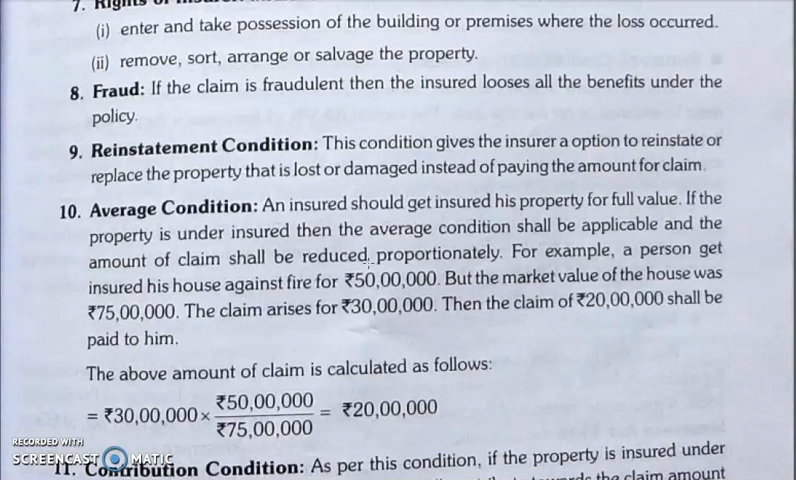 7. Rights of
(i) enter and take possession of the building or premises where the loss occurred.
(ii) remove, sort, arrange or salvage the property.
8. Fraud: If the claim is fraudulent then the insured looses all the benefits under the
policy.
9. Reinstatement Condition: This condition gives the insurer a option to reinstate or
replace the property that is lost or damaged instead of paying the amount for claim.
10. Average Condition: An insured should get insured his property for full value. If the
property is under insured then the average condition shall be applicable and the
amount of claim shall be reduced proportionately. For example, a person get
insured his house against fire for ₹50,00,000. But the market value of the house was
₹75,00,000. The claim arises for ₹30,00,000. Then the claim of ₹20,00,000 shall be
paid to him.
The above amount of claim is calculated as follows:
= ₹30,00,000 × ₹50,00,000 / ₹75,00,000 = ₹20,00,000
RECORDED WITH
SCREENCAST MATIC
11. Contribution Condition: As per this condition, if the property is insured under
the claim amount